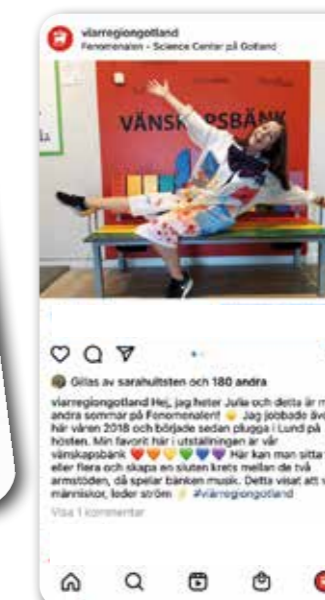 viarregiongotland
Fenomenalen - Science Center på Gotland
VÄNSK PSBÄNK
Gillas av sarahultsten och 180 andra
viarregiongotland Hej, jag heter Julia och detta är m
andra sommar på Fenomenalen! 😀 Jag jobbade äve
här våren 2018 och började sedan plugga i Lund på
hösten. Min favorit här i utställningen är vår
vänskapsbänk ❤️🧡💛💚💙💜 Här kan man sitta
eller flera och skapa en sluten krets mellan de två
armstöden, då spelar bänken musik. Detta visat att v
människor, leder ström ⚡ #viärregiongotland
Visa 1 kommentar